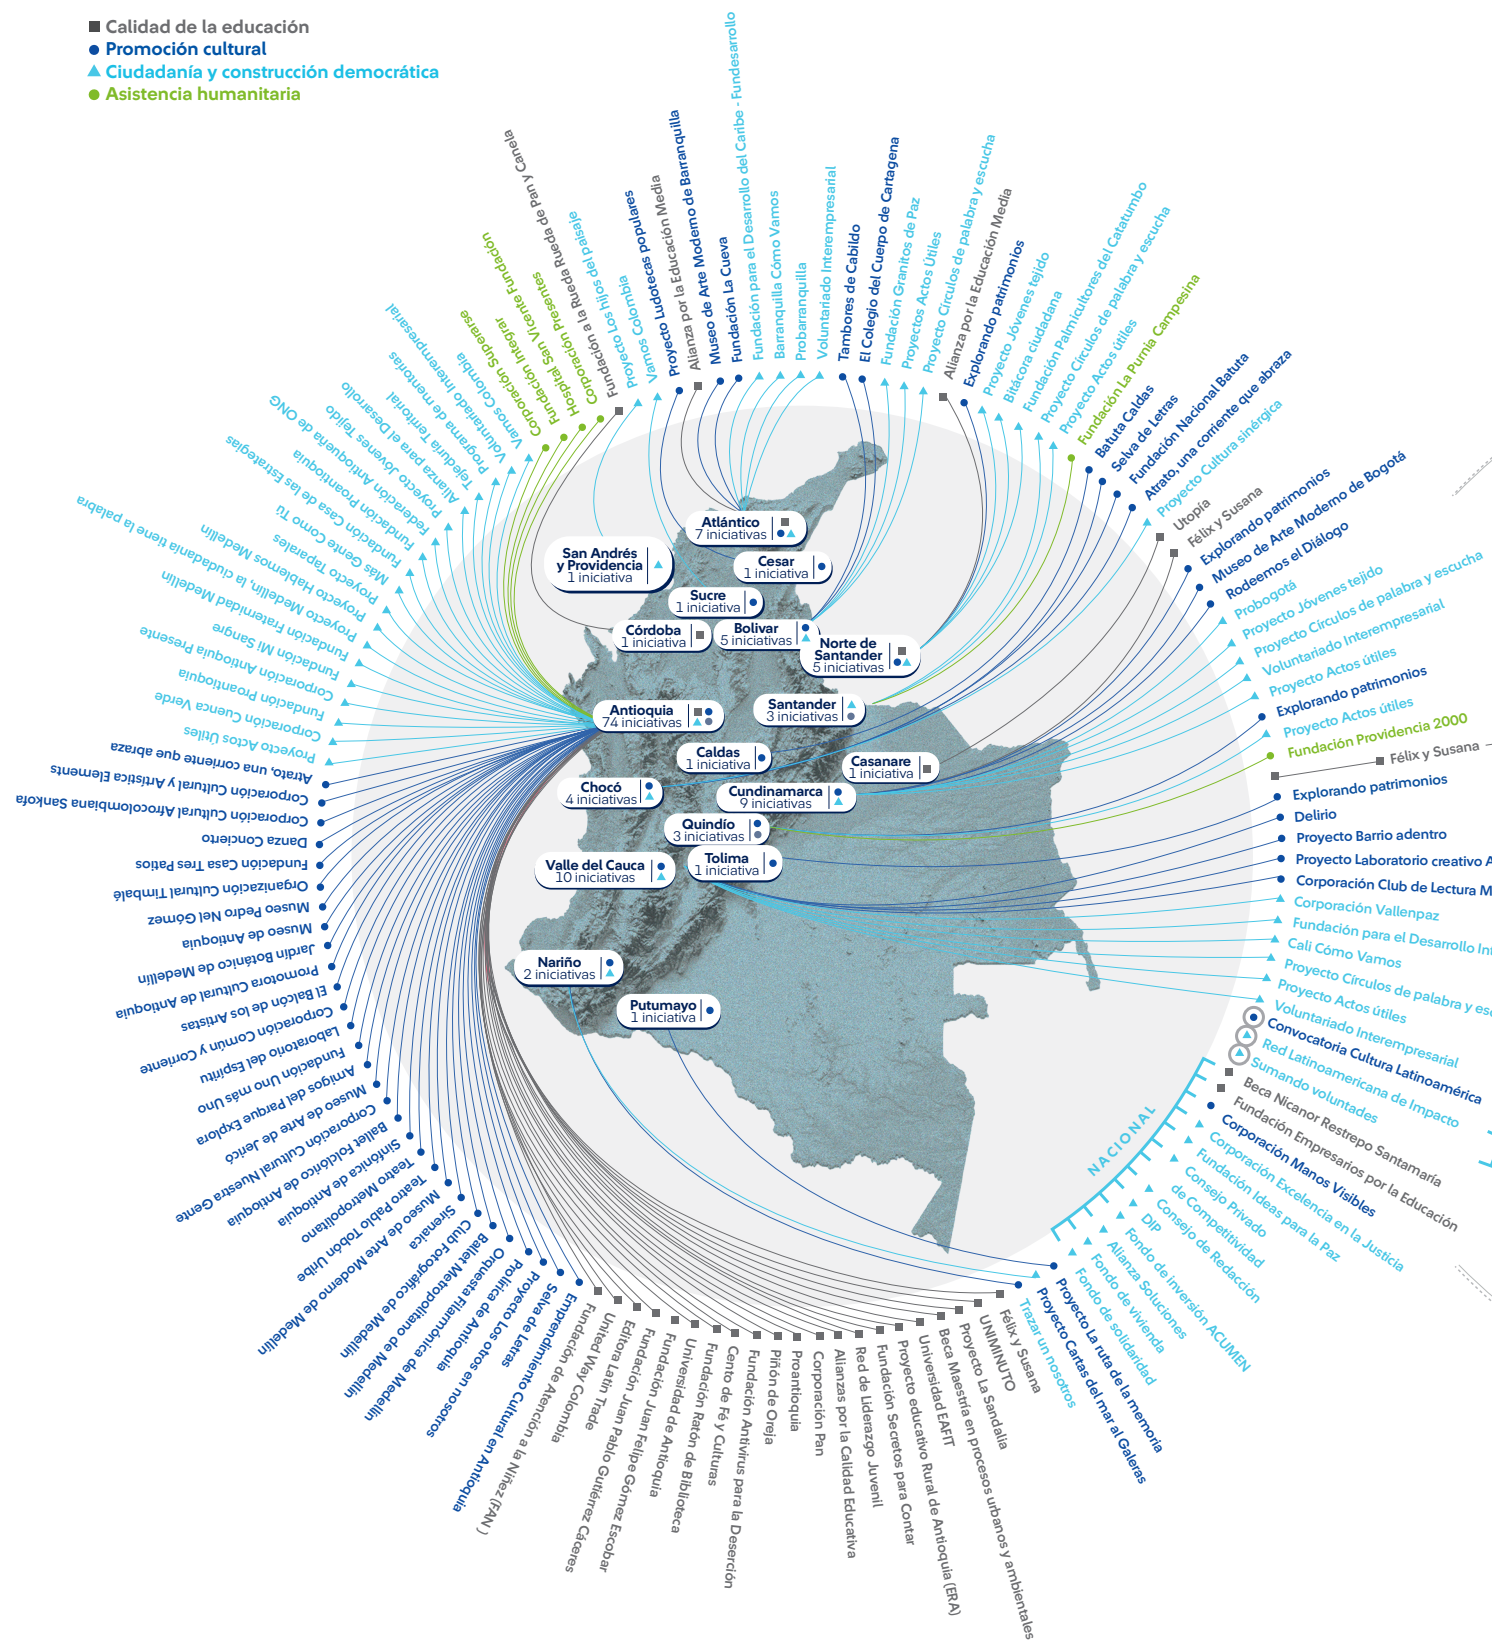 Calidad de la educación
Promoción cultural
Ciudadanía y construcción democrática
Asistencia humanitaria
Fundación a la Rueda Rueda de Pan y Canela
Proyecto Los hijos del paisaje
Vamos Colombia
Proyecto Ludotecas populares
Alianza por la Educación Media
Museo de Arte Moderno de Barranquilla
Fundación La Cueva
Fundación para el Desarrollo del Caribe - Fundesarrollo
Barranquilla Cómo Vamos
Probarranquilla
Voluntariado Interempresarial
Tambores de Cabildo
El Colegio del Cuerpo de Cartagena
Fundación Granitos de Paz
Proyectos Actos Útiles
Proyecto Círculos de palabra y escucha
Alianza por la Educación Media
Explorando patrimonios
Proyecto Jóvenes tejido
Bitácora ciudadana
Fundación Palmicultores del Catatumbo
Proyecto Círculos de palabra y escucha
Proyecto Actos útiles
Fundación La Purnia Campesina
Batuta Caldas
Selva de Letras
Fundación Nacional Batuta
Atrato, una corriente que abraza
Proyecto Cultura sinérgica
Utopía
Félix y Susana
Explorando patrimonios
Museo de Arte Moderno de Bogotá
Rodeemos el Diálogo
Probogotá
Proyecto Jóvenes tejido
Proyecto Círculos de palabra y escucha
Voluntariado Interempresarial
Proyecto Actos útiles
Explorando patrimonios
Proyecto Actos útiles
Fundación Providencia 2000
Félix y Susana
Explorando patrimonios
Delirio
Proyecto Barrio adentro
Proyecto Laboratorio creativo A
Corporación Club de Lectura M
Corporación Vallenpaz
Fundación para el Desarrollo Int
Cali Cómo Vamos
Proyecto Círculos de palabra y esc
Proyecto Actos útiles
Voluntariado Interempresarial
Convocatoria Cultura Latinoamérica
Red Latinoamericana de Impacto
Sumando voluntades
NACIONAL
Beca Nicanor Restrepo Santamaría
Fundación Empresarios por la Educación
Corporación Manos Visibles
Corporación Excelencia en la Justicia
Fundación Ideas para la Paz
Consejo Privado
de Competitividad
Consejo de Redacción
DIP
Fondo de inversión ACUMEN
Alianza Soluciones
Fondo de vivienda
Fondo de solidaridad
Proyecto La ruta de la memoria
Proyecto Cartas del mar al Galeras
Trazar un nosotros
Félix y Susana
UNIMINUTO
Proyecto La Sandalia
Beca Maestría en procesos urbanos y ambientales
Universidad EAFIT
Proyecto educativo Rural de Antioquia (ERA)
Fundación Secretos para Contar
Red de Liderazgo Juvenil
Alianzas por la Calidad Educativa
Corporación Pan
Proantioquia
Piñón de Oreja
Fundación Antivirus para la Deserción
Cento de Fé y Culturas
Fundación Ratón de Biblioteca
Universidad de Antioquia
Fundación Juan Felipe Gómez Escobar
Fundación Juan Pablo Gutiérrez Cáceres
Editora Latin Trade
United Way Colombia
Fundación de Atención a la Niñez (FAN )
Emprendimiento Cultural en Antioquia
Selva de Letras
Proyecto Los otros en nosotros
Prolírica de Antioquia
Orquesta Filarmónica de Medellín
Ballet Metropolitano de Medellín
Club Fotográfico de Medellín
Sirenaica
Museo de Arte Moderno de Medellín
Teatro Pablo Tobón Uribe
Teatro Metropolitano
Sinfónica de Antioquia
Ballet Folclórico de Antioquia
Corporación Cultural Nuestra Gente
Museo de Arte de Jericó
Amigos del Parque Explora
Fundación Uno más Uno
Laboratorio del Espíritu
Corporación Común y Corriente
El Balcón de los Artistas
Promotora Cultural de Antioquia
Jardín Botánico de Medellín
Museo de Antioquia
Museo Pedro Nel Gómez
Organización Cultural Timbalé
Fundación Casa Tres Patios
Danza Concierto
Corporación Cultural Afrocolombiana Sankofa
Corporación Cultural y Artística Elements
Atrato, una corriente que abraza
Proyecto Actos Útiles
Corporación Cuenca Verde
Fundación Proantioquia
Corporación Antioquia Presente
Fundación Mi Sangre
Fundación Fraternidad Medellín
Proyecto Medellín, la ciudadanía tiene la palabra
Proyecto Hablemos Medellín
Proyecto Taparales
Más Gente Como Tú
Fundación Casa de las Estrategias
Fundación Proantioquia
Federación Antioqueña de ONG
Proyecto Jóvenes Tejido
Alianza para el Desarrollo
Tejeduría Territorial
Programa de mentorías
Voluntariado Interempresarial
Vamos Colombia
Corporación Superarse
Fundación Integrar
Hospital San Vicente Fundación
Corporación Presentes
Atlántico
7 iniciativas
San Andrés
y Providencia
1 iniciativa
Cesar
1 iniciativa
Sucre
1 iniciativa
Córdoba
1 iniciativa
Bolivar
5 iniciativas
Norte de
Santander
5 iniciativas
Antioquia
74 iniciativas
Santander
3 iniciativas
Caldas
1 iniciativa
Casanare
1 iniciativa
Chocó
4 iniciativas
Cundinamarca
9 iniciativas
Quindío
3 iniciativas
Tolima
1 iniciativa
Valle del Cauca
10 iniciativas
Nariño
2 iniciativas
Putumayo
1 iniciativa